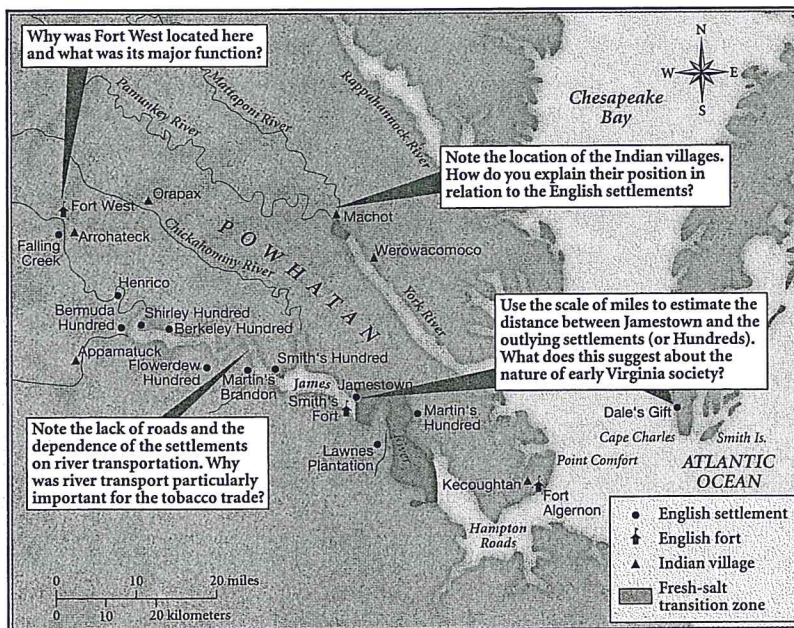 Why was Fort West located here
and what was its major function?
Pamunkey River
Mattaponi River
Rappahannock River
Chesapeake
Bay
N
W
E
S
Note the location of the Indian villages.
How do you explain their position in
relation to the English settlements?
Fort West
Orapax
Falling
Creek
Arrohateck
Chickahominy River
POWHATAN
Machot
Werowacomoco
York River
Henrico
Bermuda
Hundred
Shirley Hundred
Berkeley Hundred
Appamatuck
Flowerdew
Hundred
Martin's
Brandon
Smith's Hundred
Use the scale of miles to estimate the
distance between Jamestown and the
outlying settlements (or Hundreds).
What does this suggest about the
nature of early Virginia society?
James
River
Jamestown
Smith's
Fort
Martin's
Hundred
Lawnes
Plantation
Dale's Gift
Cape Charles
Smith Is.
Point Comfort
ATLANTIC
OCEAN
Kecoughtan
Fort
Algernon
Hampton
Roads
Note the lack of roads and the
dependence of the settlements
on river transportation. Why
was river transport particularly
important for the tobacco trade?
0 10 20 miles
0 10 20 kilometers
English settlement
English fort
Indian village
Fresh-salt
transition zone